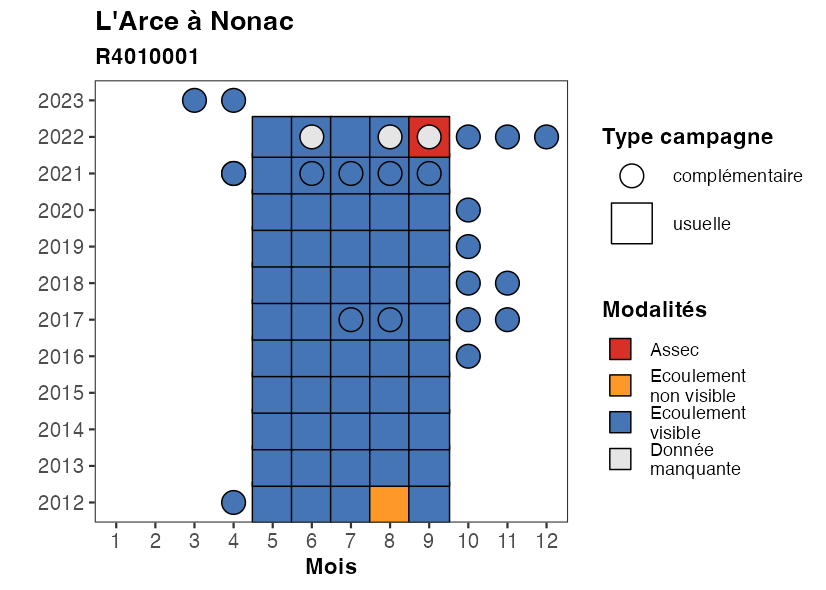 L'Arce à Nonac
R4010001
2023
2022
2021
2020
2019
2018
2017
2016
2015
2014
2013
2012
1 2 3 4 5 6 7 8 9 10 11 12
Mois
Type campagne
complémentaire
usuelle
Modalités
Assec
Ecoulement
non visible
Ecoulement
visible
Donnée
manquante